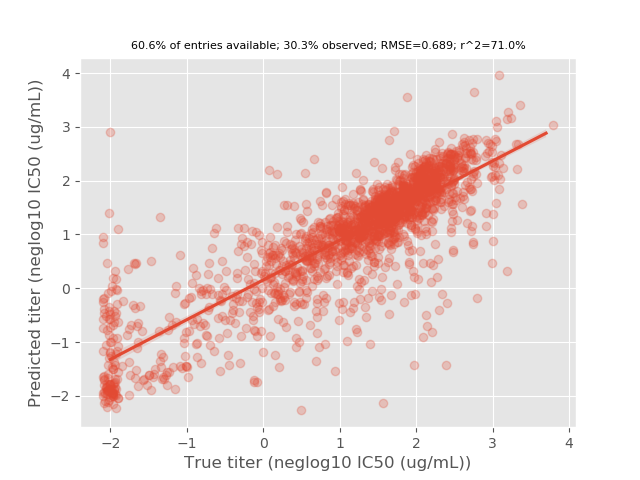 60.6% of entries available; 30.3% observed; RMSE=0.689; r^2=71.0%
Predicted titer (neglog10 IC50 (ug/mL))
4
3
2
1
0
−1
−2
−2 −1 0 1 2 3 4
True titer (neglog10 IC50 (ug/mL))